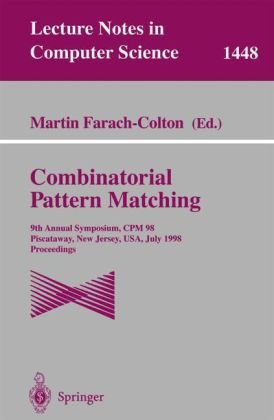 Lecture Notes in
Computer Science 1448
Martin Farach-Colton (Ed.)
Combinatorial
Pattern Matching
9th Annual Symposium, CPM 98
Piscataway, New Jersey, USA, July 1998
Proceedings
Springer